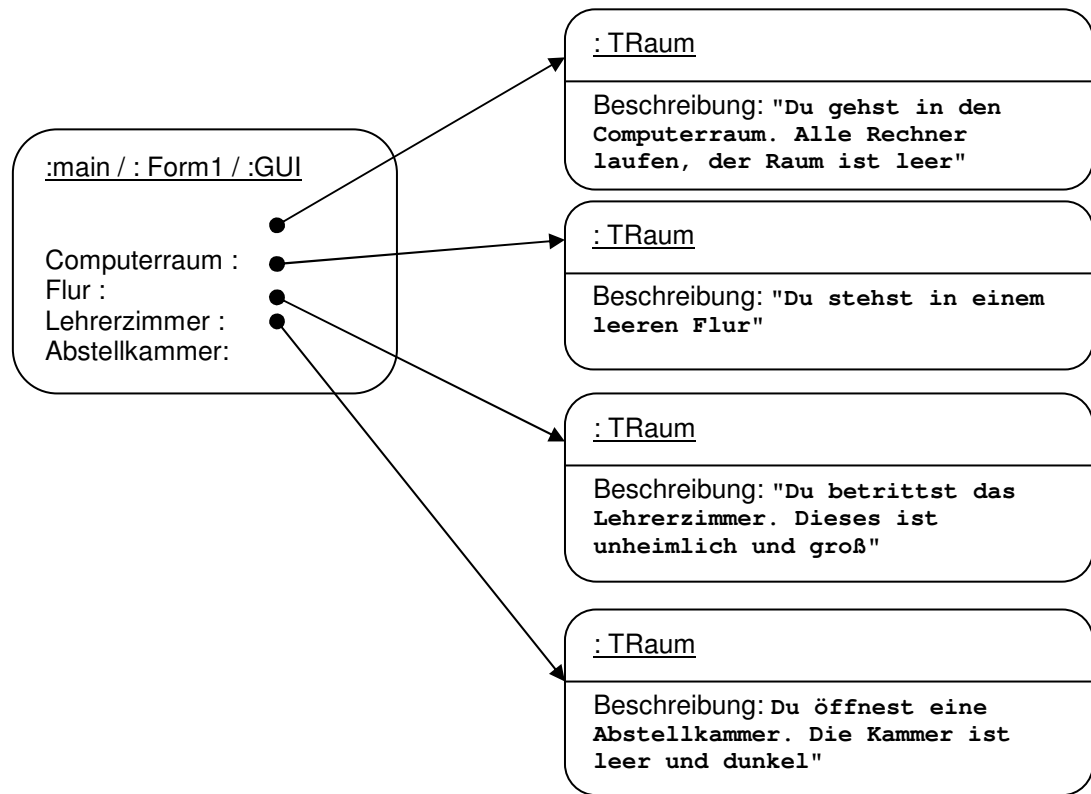 :main / : Form1 / :GUI
Computerraum :
Flur :
Lehrerzimmer :
Abstellkammer:
: TRaum
Beschreibung: "Du gehst in den
Computerraum. Alle Rechner
laufen, der Raum ist leer"
: TRaum
Beschreibung: "Du stehst in einem
leeren Flur"
: TRaum
Beschreibung: "Du betrittst das
Lehrerzimmer. Dieses ist
unheimlich und groß"
: TRaum
Beschreibung: Du öffnest eine
Abstellkammer. Die Kammer ist
leer und dunkel"